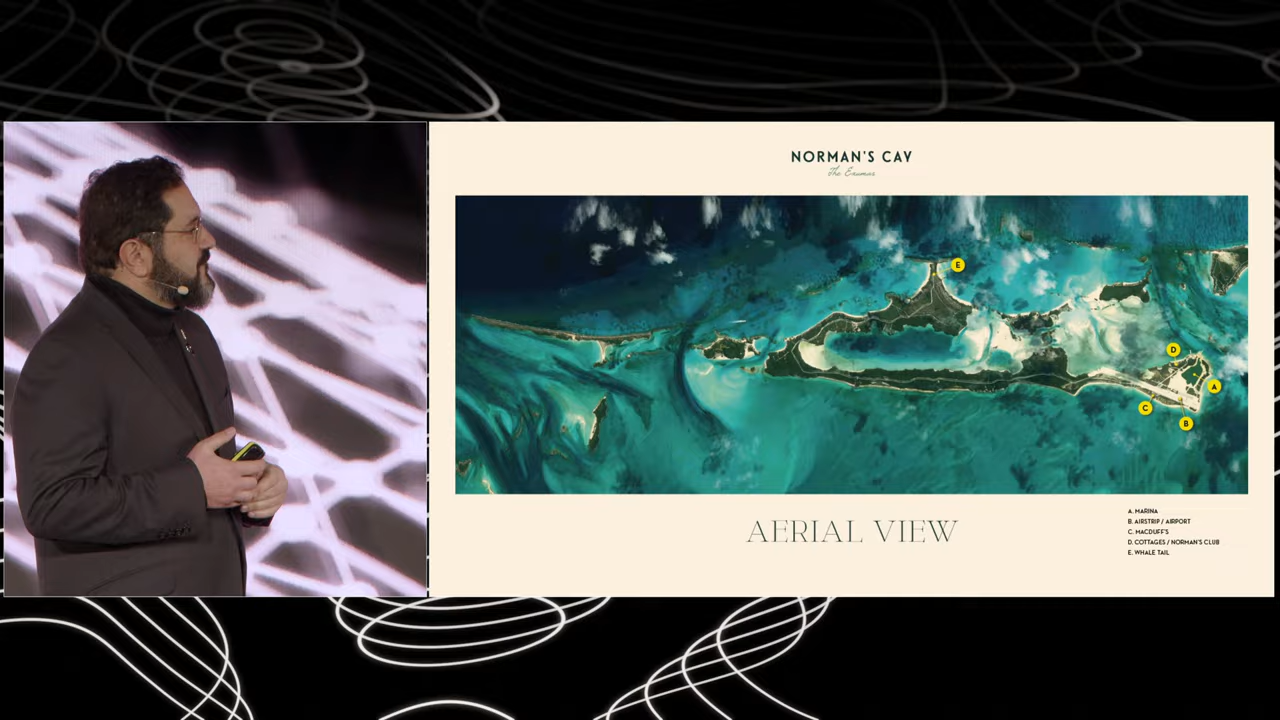 NORMAN'S CAY
The Exumas
E
D
A
C
B
AERIAL VIEW
A. MARINA
B. AIRSTRIP / AIRPORT
C. MACDUFF'S
D. COTTAGES / NORMAN'S CLUB
E. WHALE TAIL